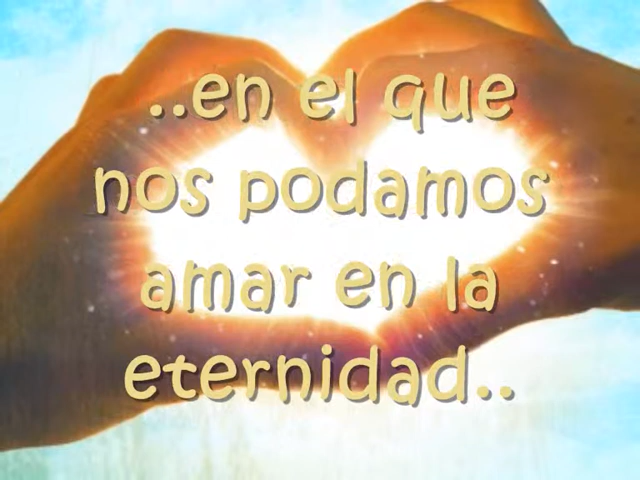 ..en el que
nos podamos
amar en la
eternidad..